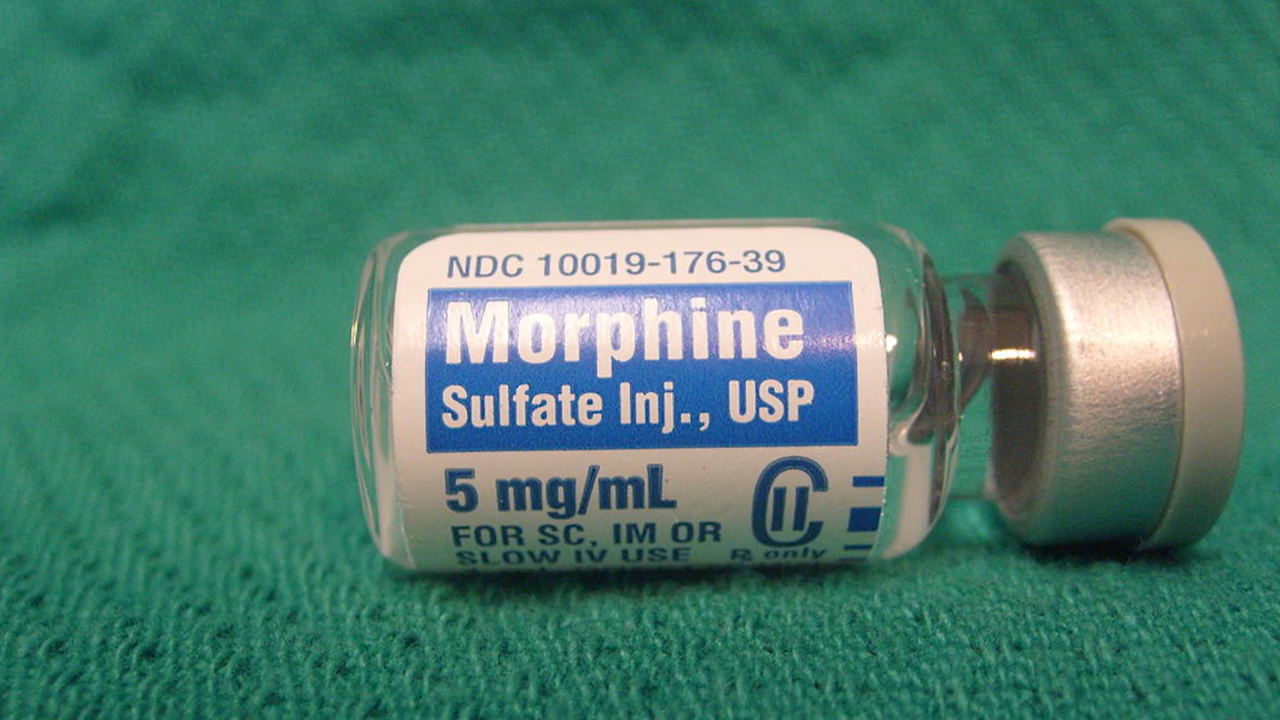 NDC 10019-176-39
Morphine
Sulfate Inj., USP
5 mg/mL
CII
FOR SC, IM OR
SLOW IV USE
Rx only